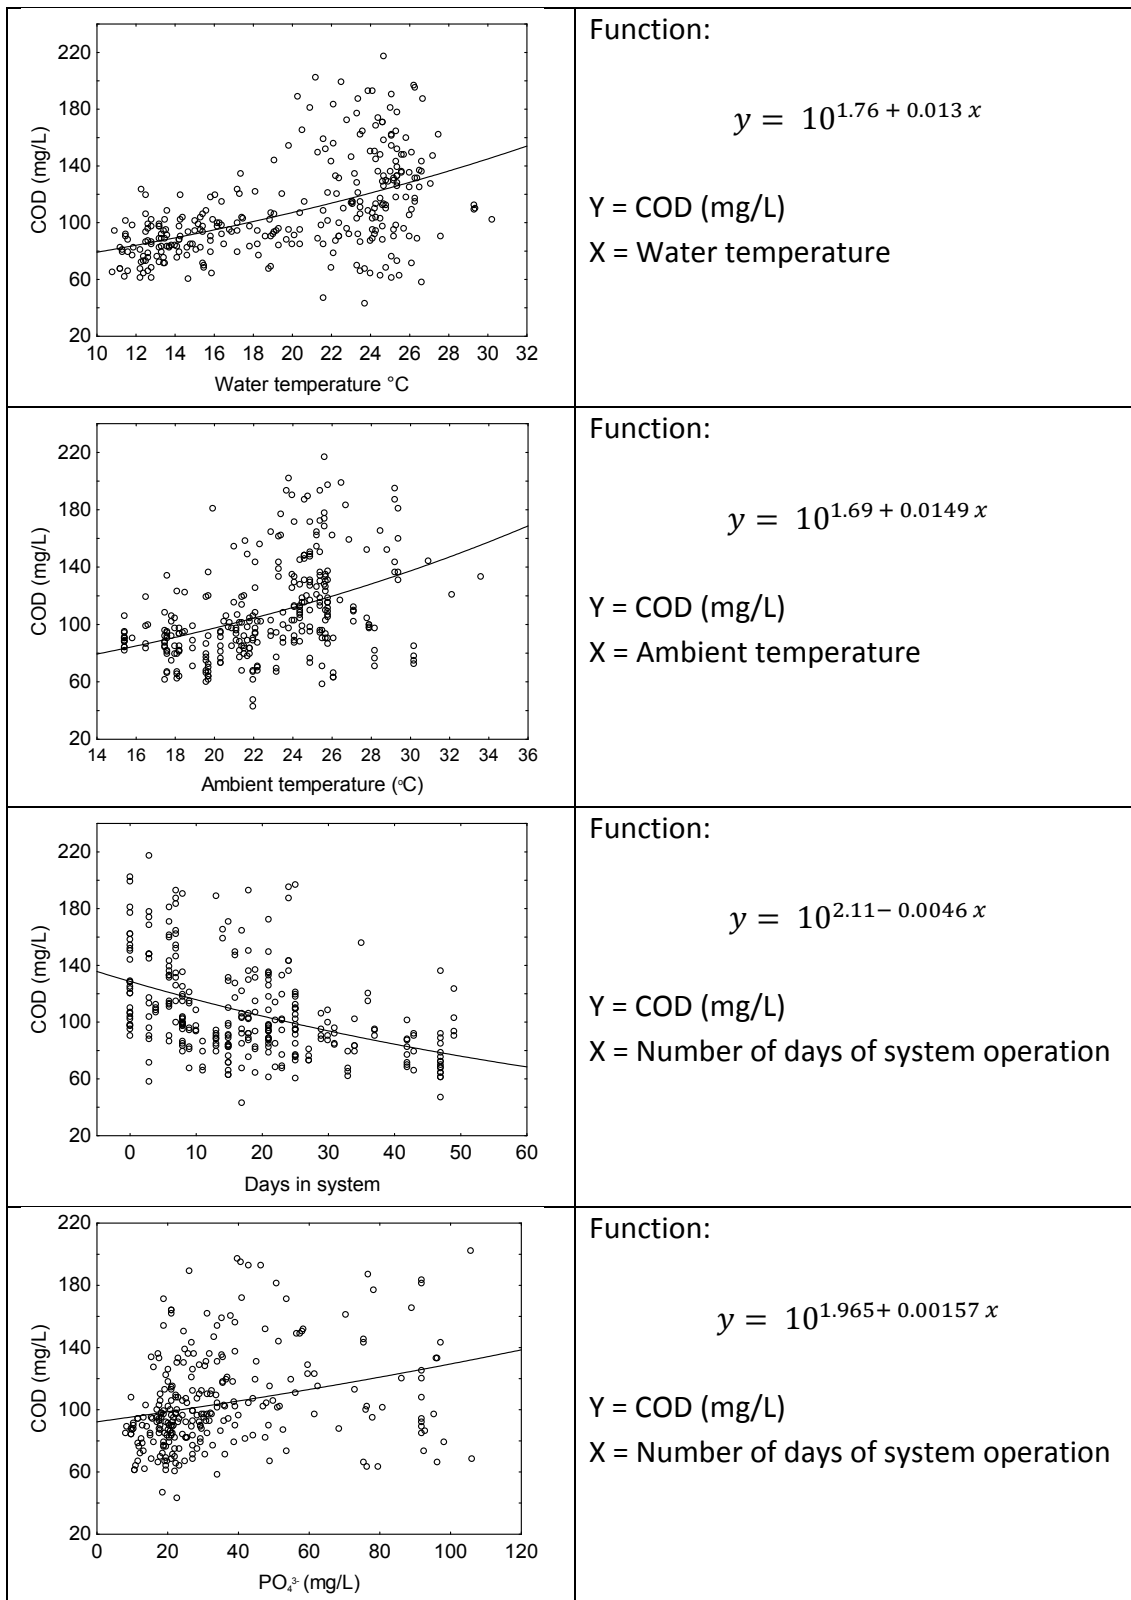 220
180
140
100
60
20
COD (mg/L)
10 12 14 16 18 20 22 24 26 28 30 32
Water temperature °C
Function:
y = 10^{1.76 + 0.013 x}
Y = COD (mg/L)
X = Water temperature
220
180
140
100
60
20
COD (mg/L)
14 16 18 20 22 24 26 28 30 32 34 36
Ambient temperature (°C)
Function:
y = 10^{1.69 + 0.0149 x}
Y = COD (mg/L)
X = Ambient temperature
220
180
140
100
60
20
COD (mg/L)
0 10 20 30 40 50 60
Days in system
Function:
y = 10^{2.11− 0.0046 x}
Y = COD (mg/L)
X = Number of days of system operation
220
180
140
100
60
20
COD (mg/L)
0 20 40 60 80 100 120
PO₄³⁻ (mg/L)
Function:
y = 10^{1.965+ 0.00157 x}
Y = COD (mg/L)
X = Number of days of system operation